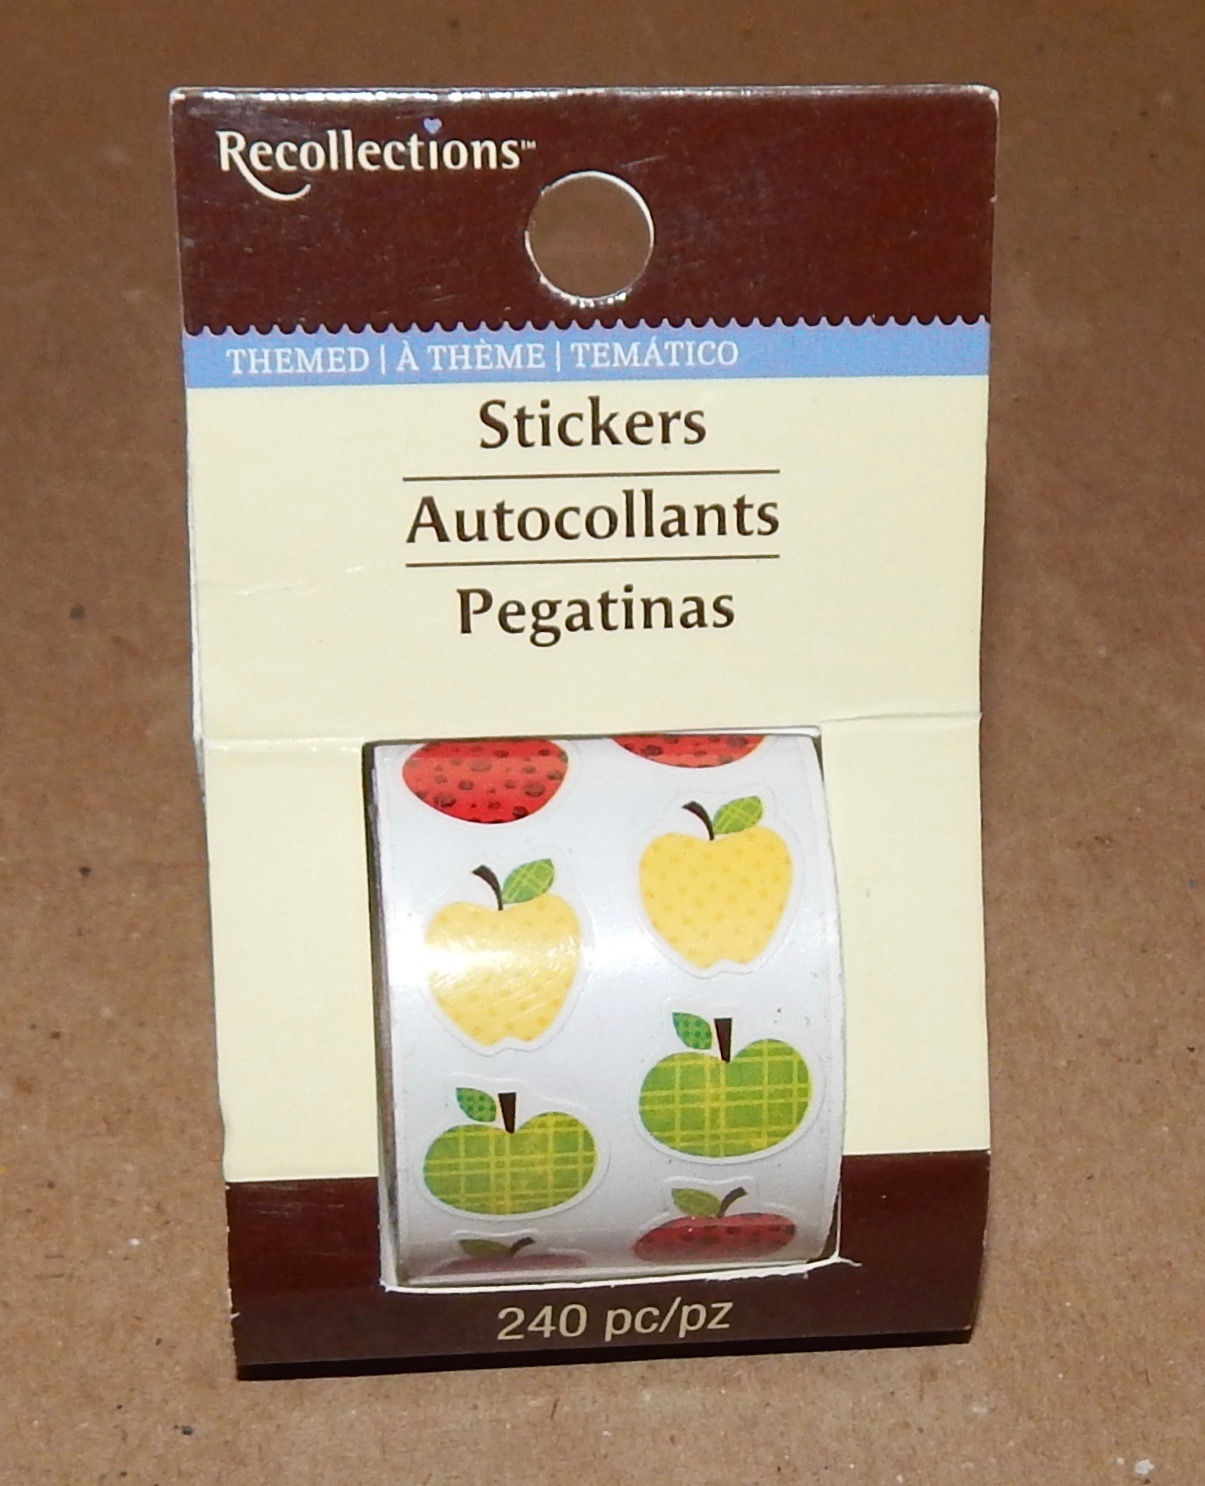 Recollections™
THEMED | À THÈME | TEMÁTICO
Stickers
Autocollants
Pegatinas
240 pc/pz